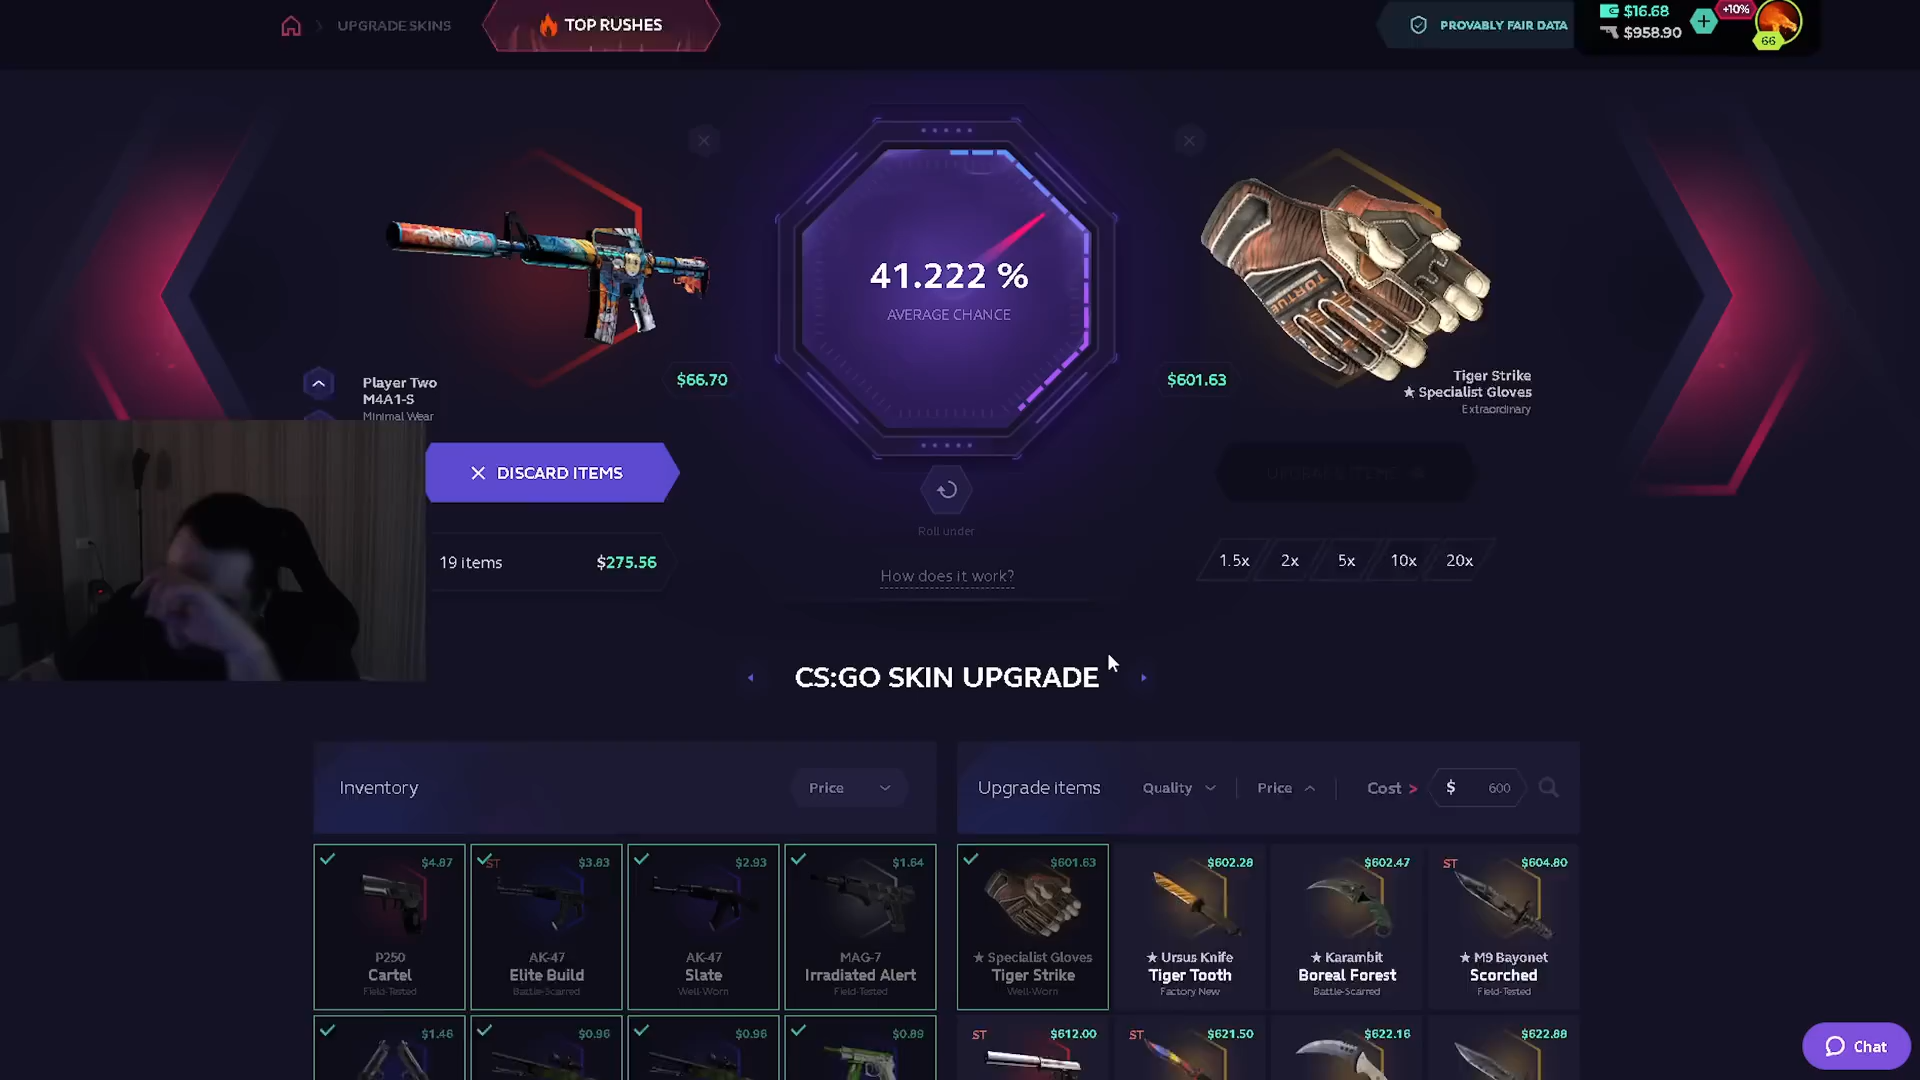 UPGRADE SKINS
TOP RUSHES
PROVABLY FAIR DATA
$16.68
$958.90
+10%
66
41.222 %
AVERAGE CHANCE
TORTUE
Player Two
M4A1-S
Minimal Wear
$66.70
$601.63
Tiger Strike
★ Specialist Gloves
Extraordinary
DISCARD ITEMS
UPGRADE ITEMS
Roll under
19 items
$275.56
How does it work?
1.5x
2x
5x
10x
20x
CS:GO SKIN UPGRADE
Inventory
Price
Upgrade items
Quality
Price
Cost >
$ 600
$4.87
P250
Cartel
Field-Tested
ST
$3.83
AK-47
Elite Build
Battle-Scarred
$2.93
AK-47
Slate
Well-Worn
$1.64
MAG-7
Irradiated Alert
Field-Tested
$601.63
★ Specialist Gloves
Tiger Strike
Well-Worn
$602.28
★ Ursus Knife
Tiger Tooth
Factory New
$602.47
★ Karambit
Boreal Forest
Battle-Scarred
ST
$604.80
★ M9 Bayonet
Scorched
Field-Tested
$1.46
$0.96
$0.96
$0.89
ST
$612.00
ST
$621.50
$622.16
$622.88
Chat